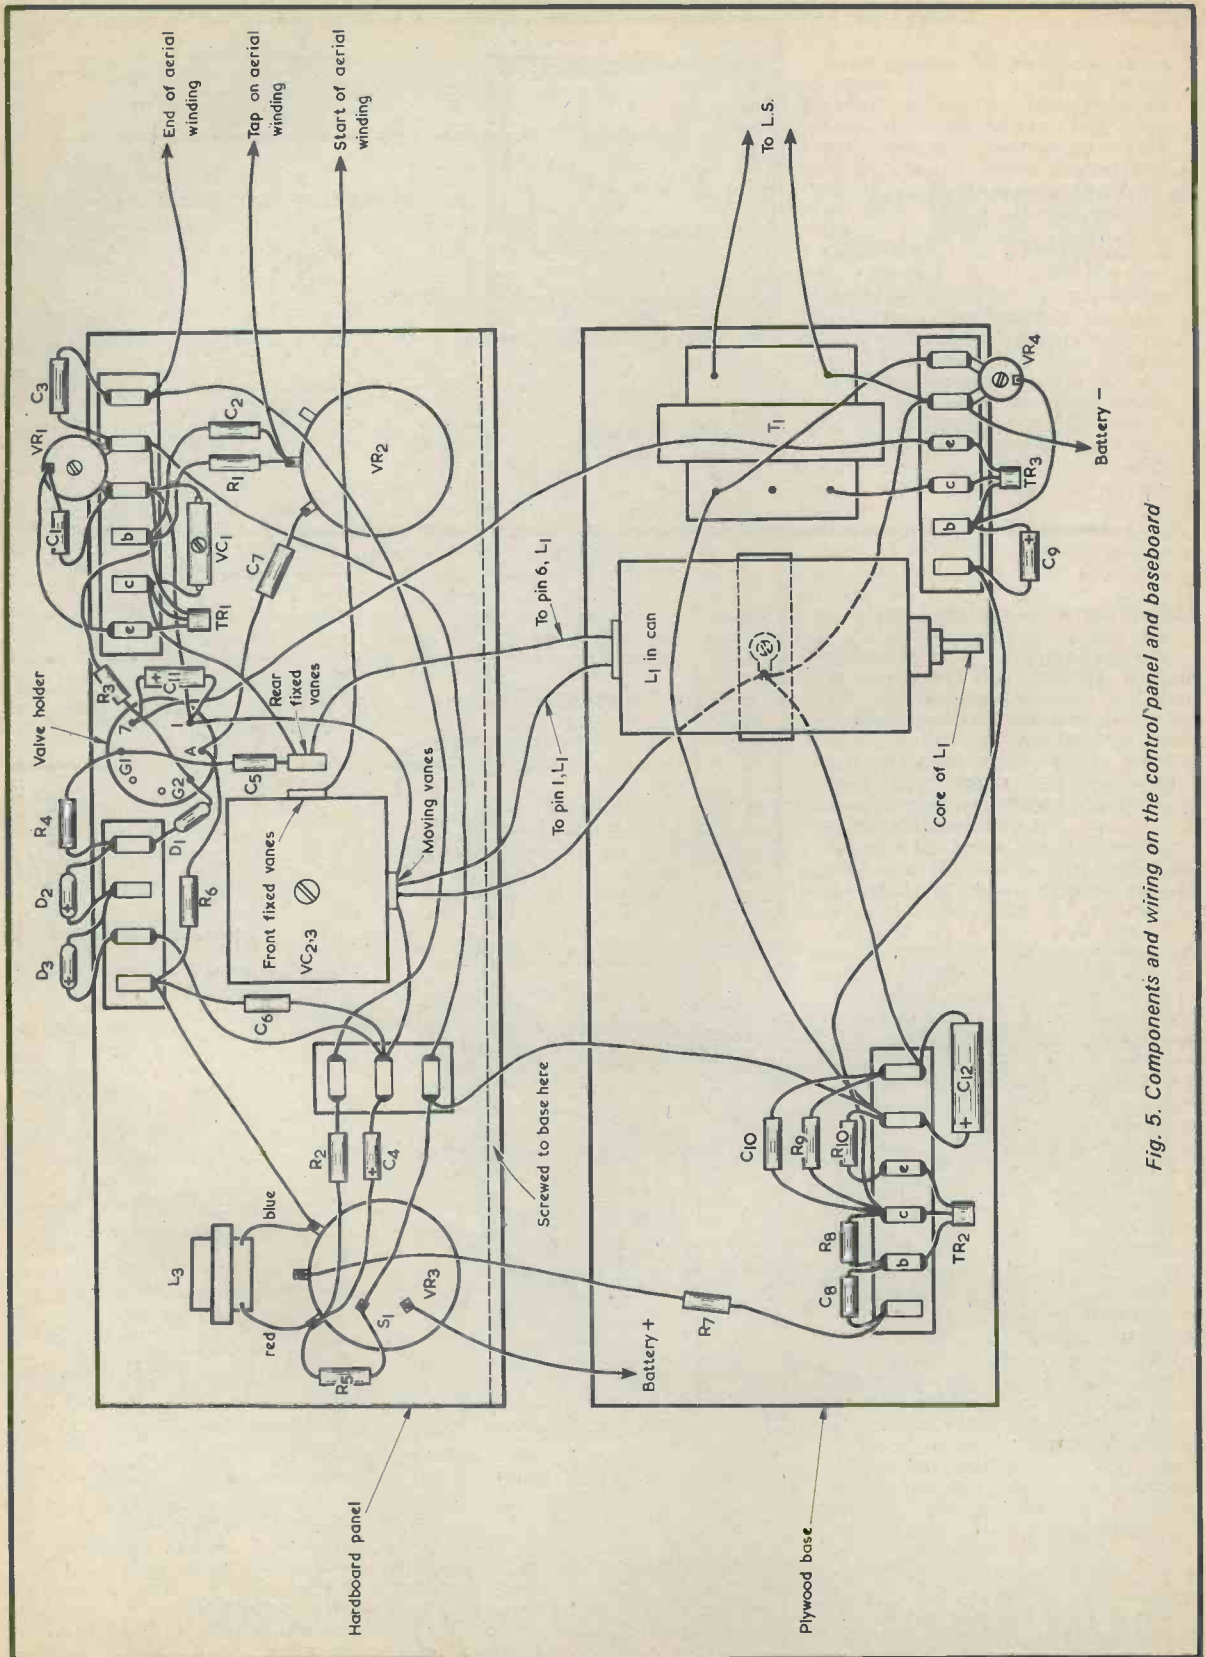 Hardboard panel
Plywood base
L3
red
blue
R5
S1
VR3
Battery +
R7
R2
C4
+
Screwed to base here
D3
+
D2
+
R4
Valve holder
G1
7
G2
A
1
R3
+
C11
D1
R6
C6
C5
Front fixed vanes
VC2,3
Rear
fixed
vanes
Moving vanes
e
c
b
TR1
VC1
C1
VR1
C3
R1
C2
C7
VR2
End of aerial
winding
Tap on aerial
winding
Start of aerial
winding
To pin 1, L1
To pin 6, L1
L1 in can
Core of L1
T1
To L.S.
C8
R8
b
c
e
TR2
C10
R9
R10
+
C12
b
c
e
TR3
+
C9
VR4
Battery −
Fig. 5. Components and wiring on the control panel and baseboard